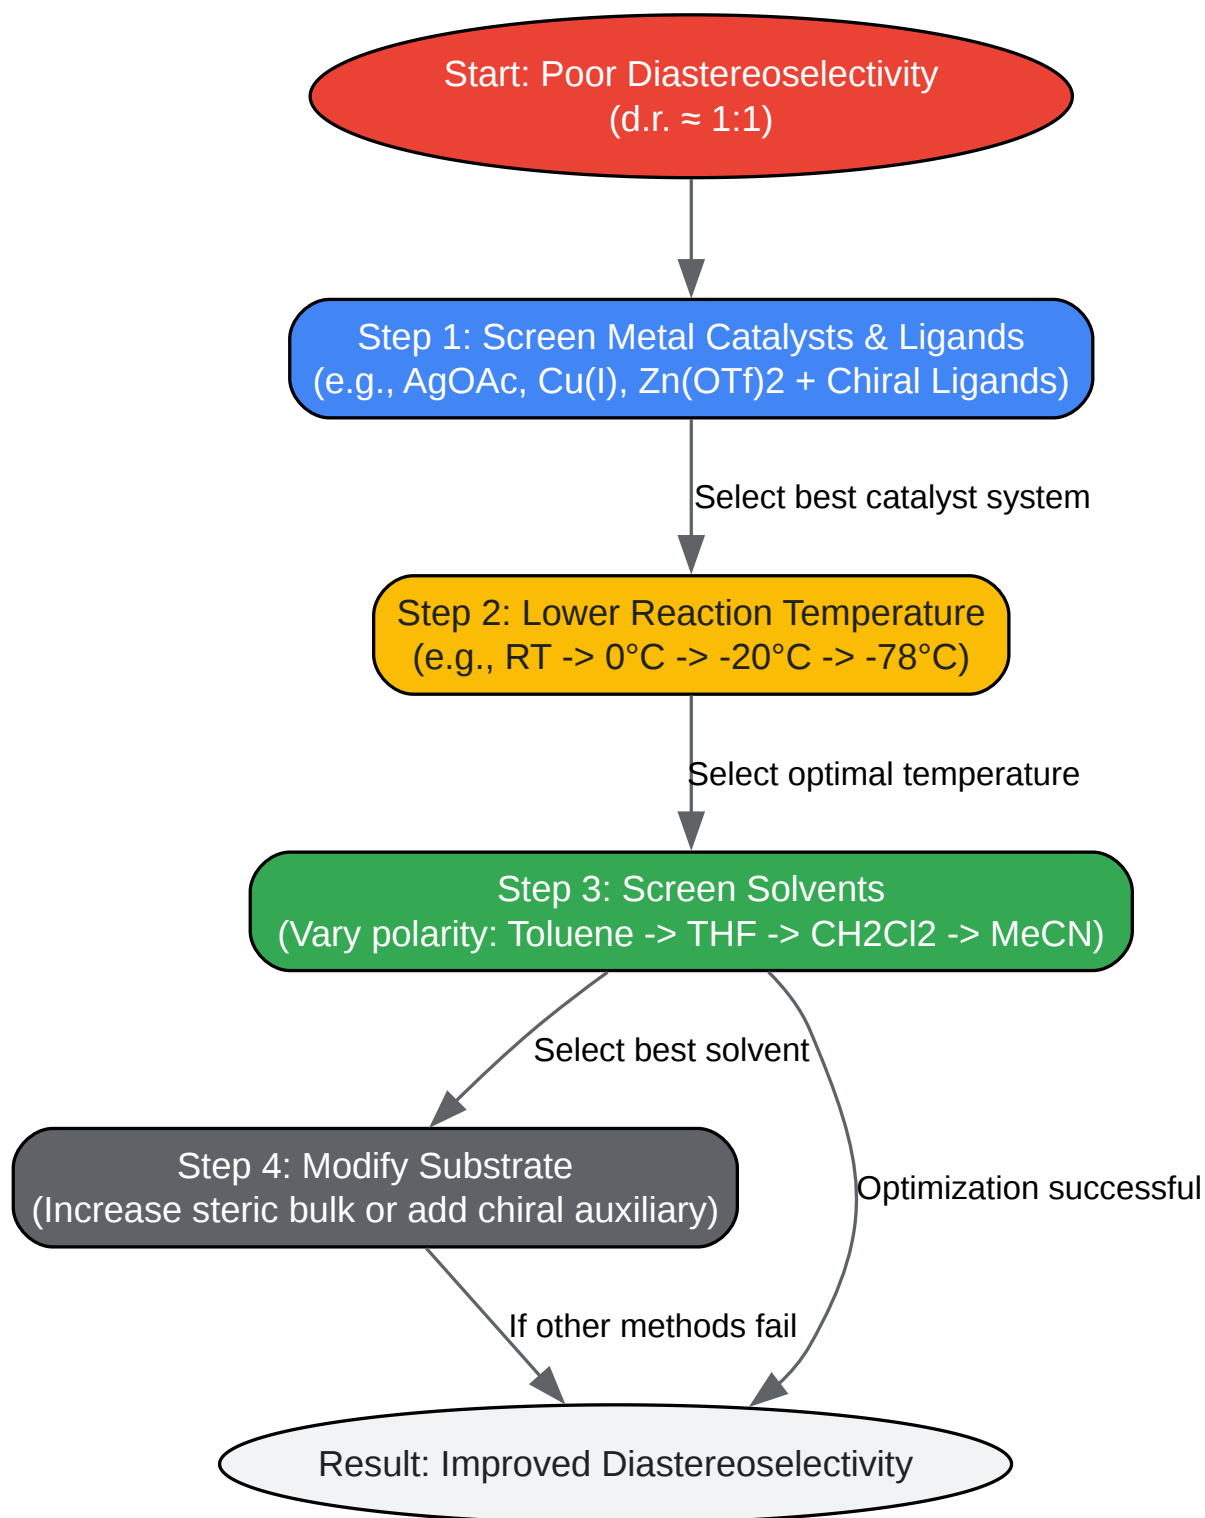 Start: Poor Diastereoselectivity
(d.r. ≈ 1:1)
Step 1: Screen Metal Catalysts & Ligands
(e.g., AgOAc, Cu(I), Zn(OTf)2 + Chiral Ligands)
Select best catalyst system
Step 2: Lower Reaction Temperature
(e.g., RT -> 0°C -> -20°C -> -78°C)
Select optimal temperature
Step 3: Screen Solvents
(Vary polarity: Toluene -> THF -> CH2Cl2 -> MeCN)
Select best solvent
Step 4: Modify Substrate
(Increase steric bulk or add chiral auxiliary)
Optimization successful
If other methods fail
Result: Improved Diastereoselectivity